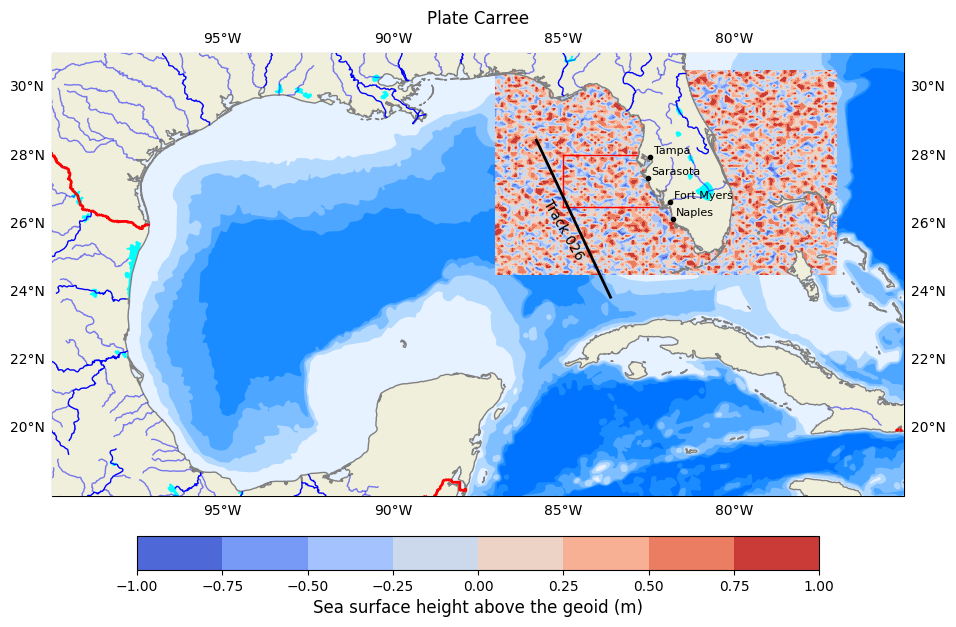 Plate Carree
95°W 90°W 85°W 80°W
30°N 30°N
28°N Tampa 28°N
Sarasota
26°N Fort Myers 26°N
Naples
Track 026
24°N 24°N
22°N 22°N
20°N 20°N
95°W 90°W 85°W 80°W
−1.00 −0.75 −0.50 −0.25 0.00 0.25 0.50 0.75 1.00
Sea surface height above the geoid (m)